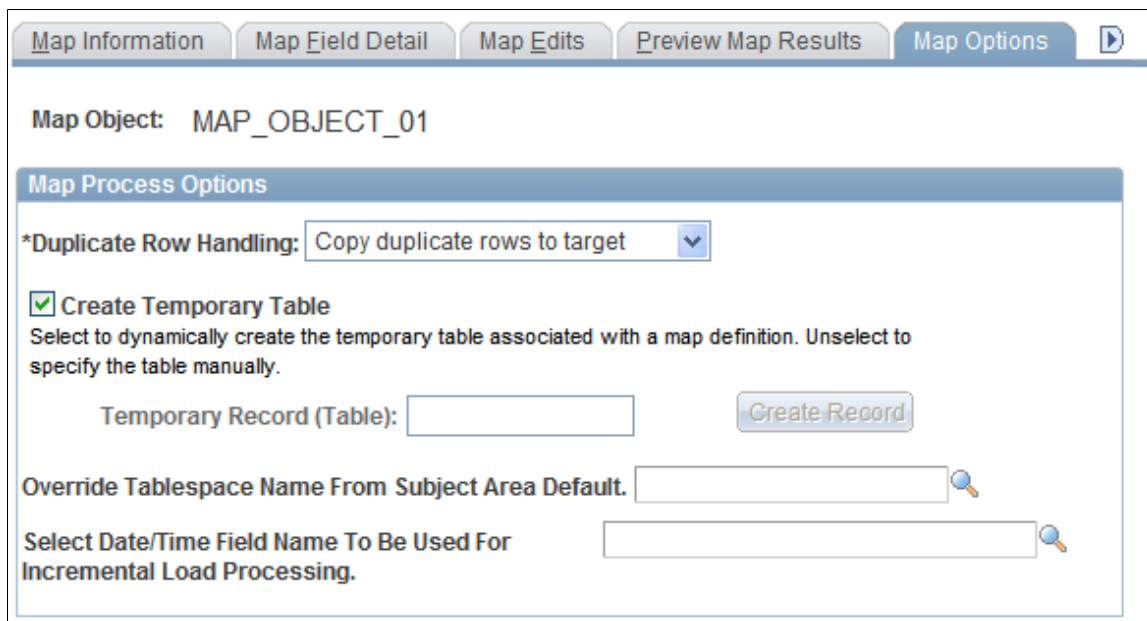 Map Information Map Field Detail Map Edits Preview Map Results Map Options
Map Object: MAP_OBJECT_01
Map Process Options
*Duplicate Row Handling: Copy duplicate rows to target
Create Temporary Table
Select to dynamically create the temporary table associated with a map definition. Unselect to
specify the table manually.
Temporary Record (Table): Create Record
Override Tablespace Name From Subject Area Default.
Select Date/Time Field Name To Be Used For
Incremental Load Processing.